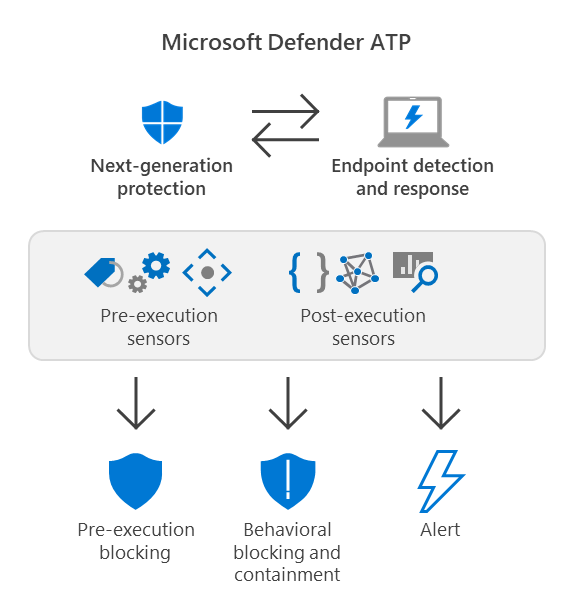 Microsoft Defender ATP
Next-generation
protection
Endpoint detection
and response
Pre-execution
sensors
Post-execution
sensors
Pre-execution
blocking
Behavioral
blocking and
containment
Alert